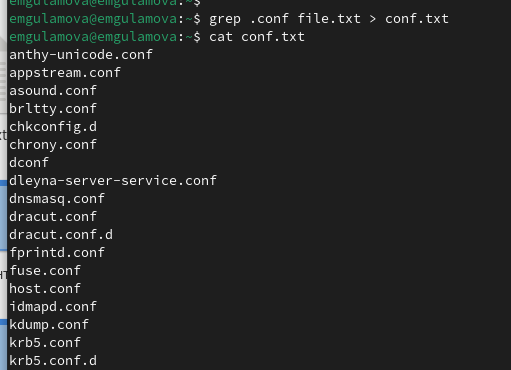 emgulamova@emgulamova:~$
emgulamova@emgulamova:~$ grep .conf file.txt > conf.txt
emgulamova@emgulamova:~$ cat conf.txt
anthy-unicode.conf
appstream.conf
asound.conf
brltty.conf
chkconfig.d
chrony.conf
dconf
dleyna-server-service.conf
dnsmasq.conf
dracut.conf
dracut.conf.d
fprintd.conf
fuse.conf
host.conf
idmapd.conf
kdump.conf
krb5.conf
krb5.conf.d